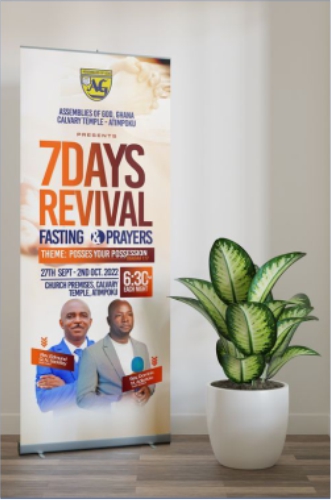 AG
ASSEMBLIES OF GOD, GHANA
CALVARY TEMPLE - ATIMPOKU
PRESENTS
7DAYS
REVIVAL
FASTING & PRAYERS
THEME: POSSES YOUR POSSESSION
27TH SEPT - 2ND OCT. 2022
CHURCH PREMISES, CALVARY
TEMPLE, ATIMPOKU
6:30
EACH NIGHT